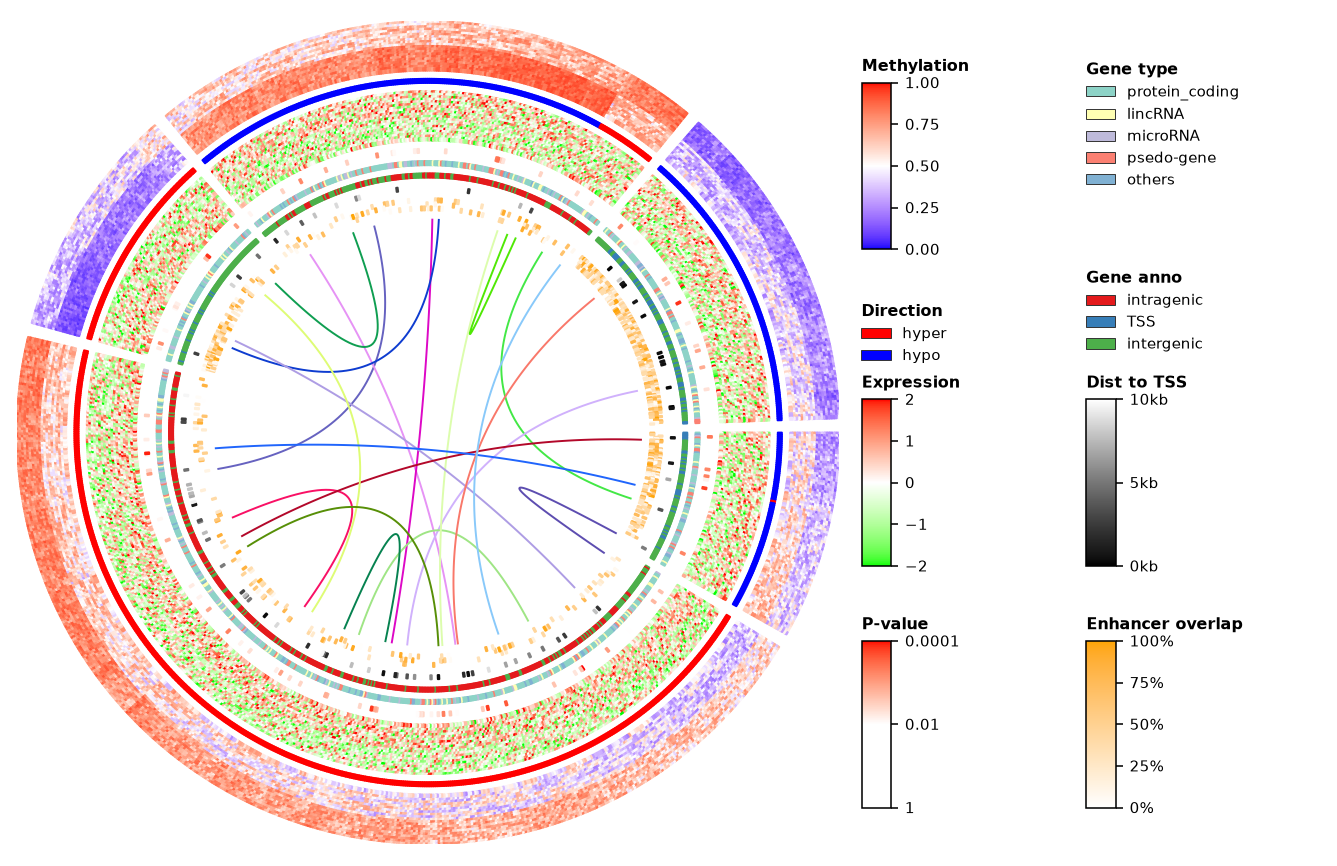 Methylation
1.00
0.75
0.50
0.25
0.00
Gene type
protein_coding
lincRNA
microRNA
psedo-gene
others
Direction
hyper
hypo
Gene anno
intragenic
TSS
intergenic
Expression
2
1
0
−1
−2
Dist to TSS
10kb
5kb
0kb
P-value
0.0001
0.01
1
Enhancer overlap
100%
75%
50%
25%
0%